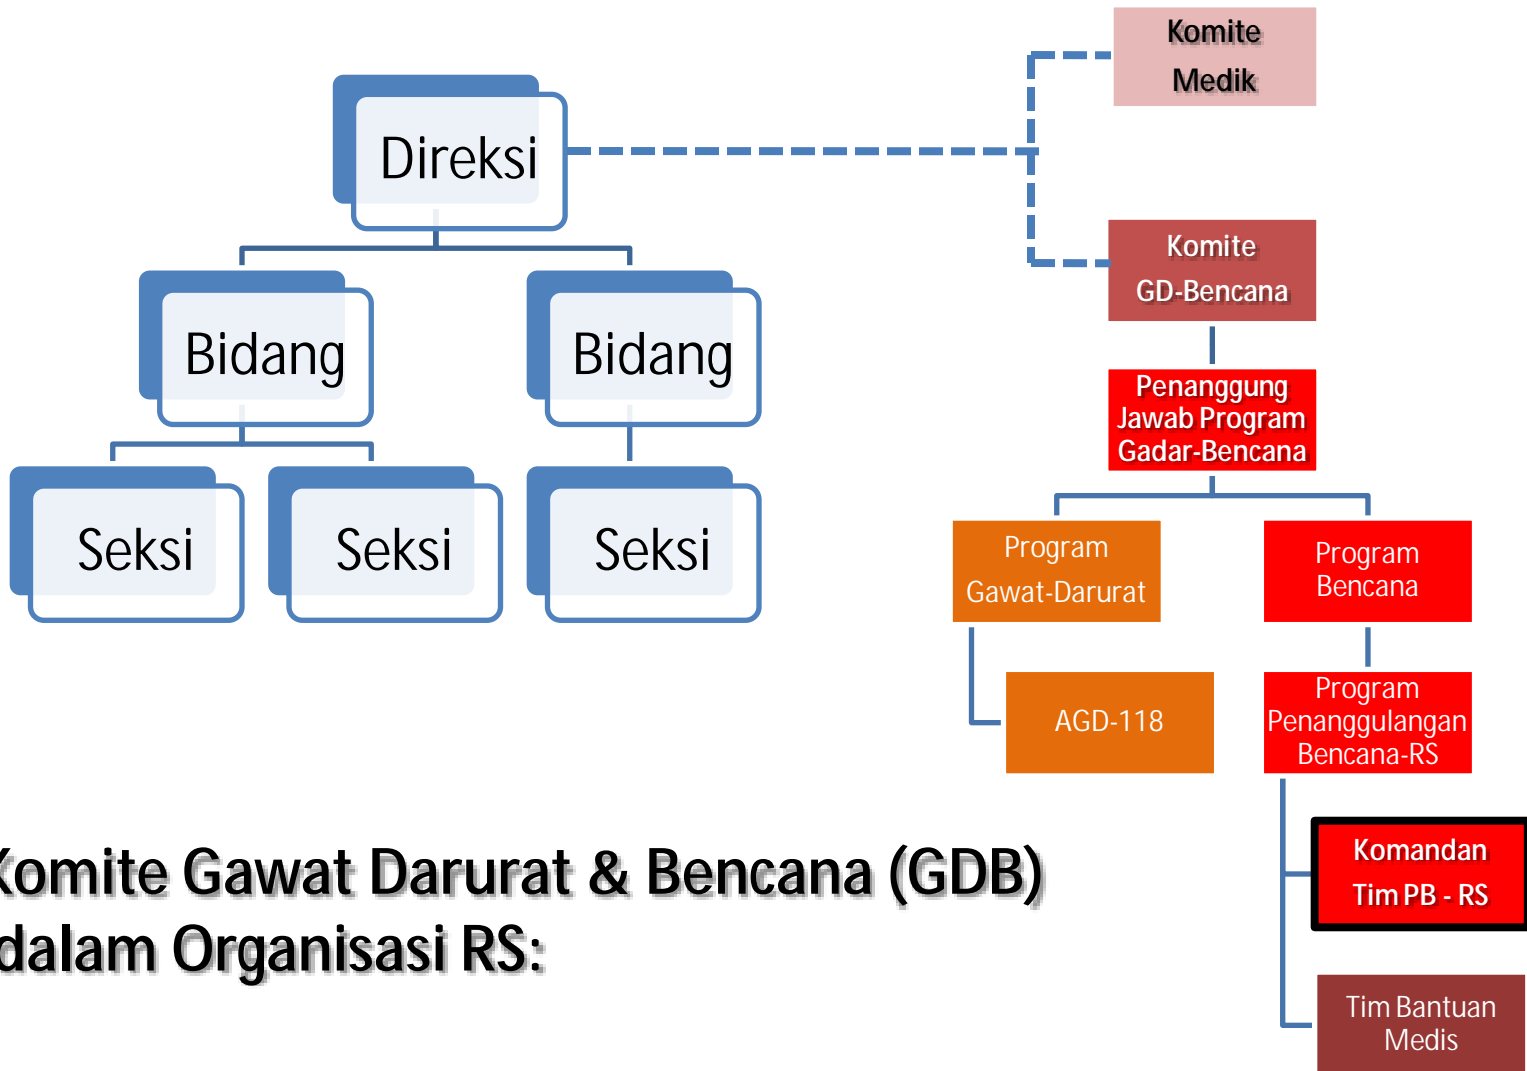 Komite
Medik
Direksi
Komite
GD-Bencana
Bidang
Bidang
Penanggung
Jawab Program
Gadar-Bencana
Seksi
Seksi
Seksi
Program
Gawat-Darurat
Program
Bencana
AGD-118
Program
Penanggulangan
Bencana-RS
Komandan
Tim PB - RS
Tim Bantuan
Medis
Komite Gawat Darurat & Bencana (GDB)
dalam Organisasi RS: